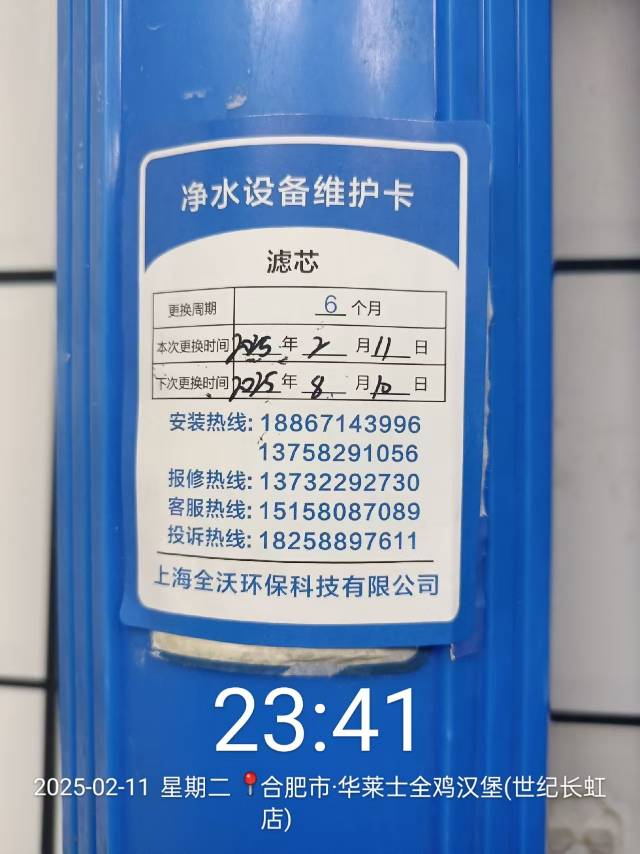 净水设备维护卡
滤芯
更换周期 6 个月
本次更换时间 2025 年 2 月 11 日
下次更换时间 2025 年 8 月 10 日
安装热线: 18867143996
13758291056
报修热线: 13732292730
客服热线: 15158087089
投诉热线: 18258897611
上海全沃环保科技有限公司
23:41
2025-02-11 星期二 📍合肥市·华莱士全鸡汉堡(世纪长虹
店)